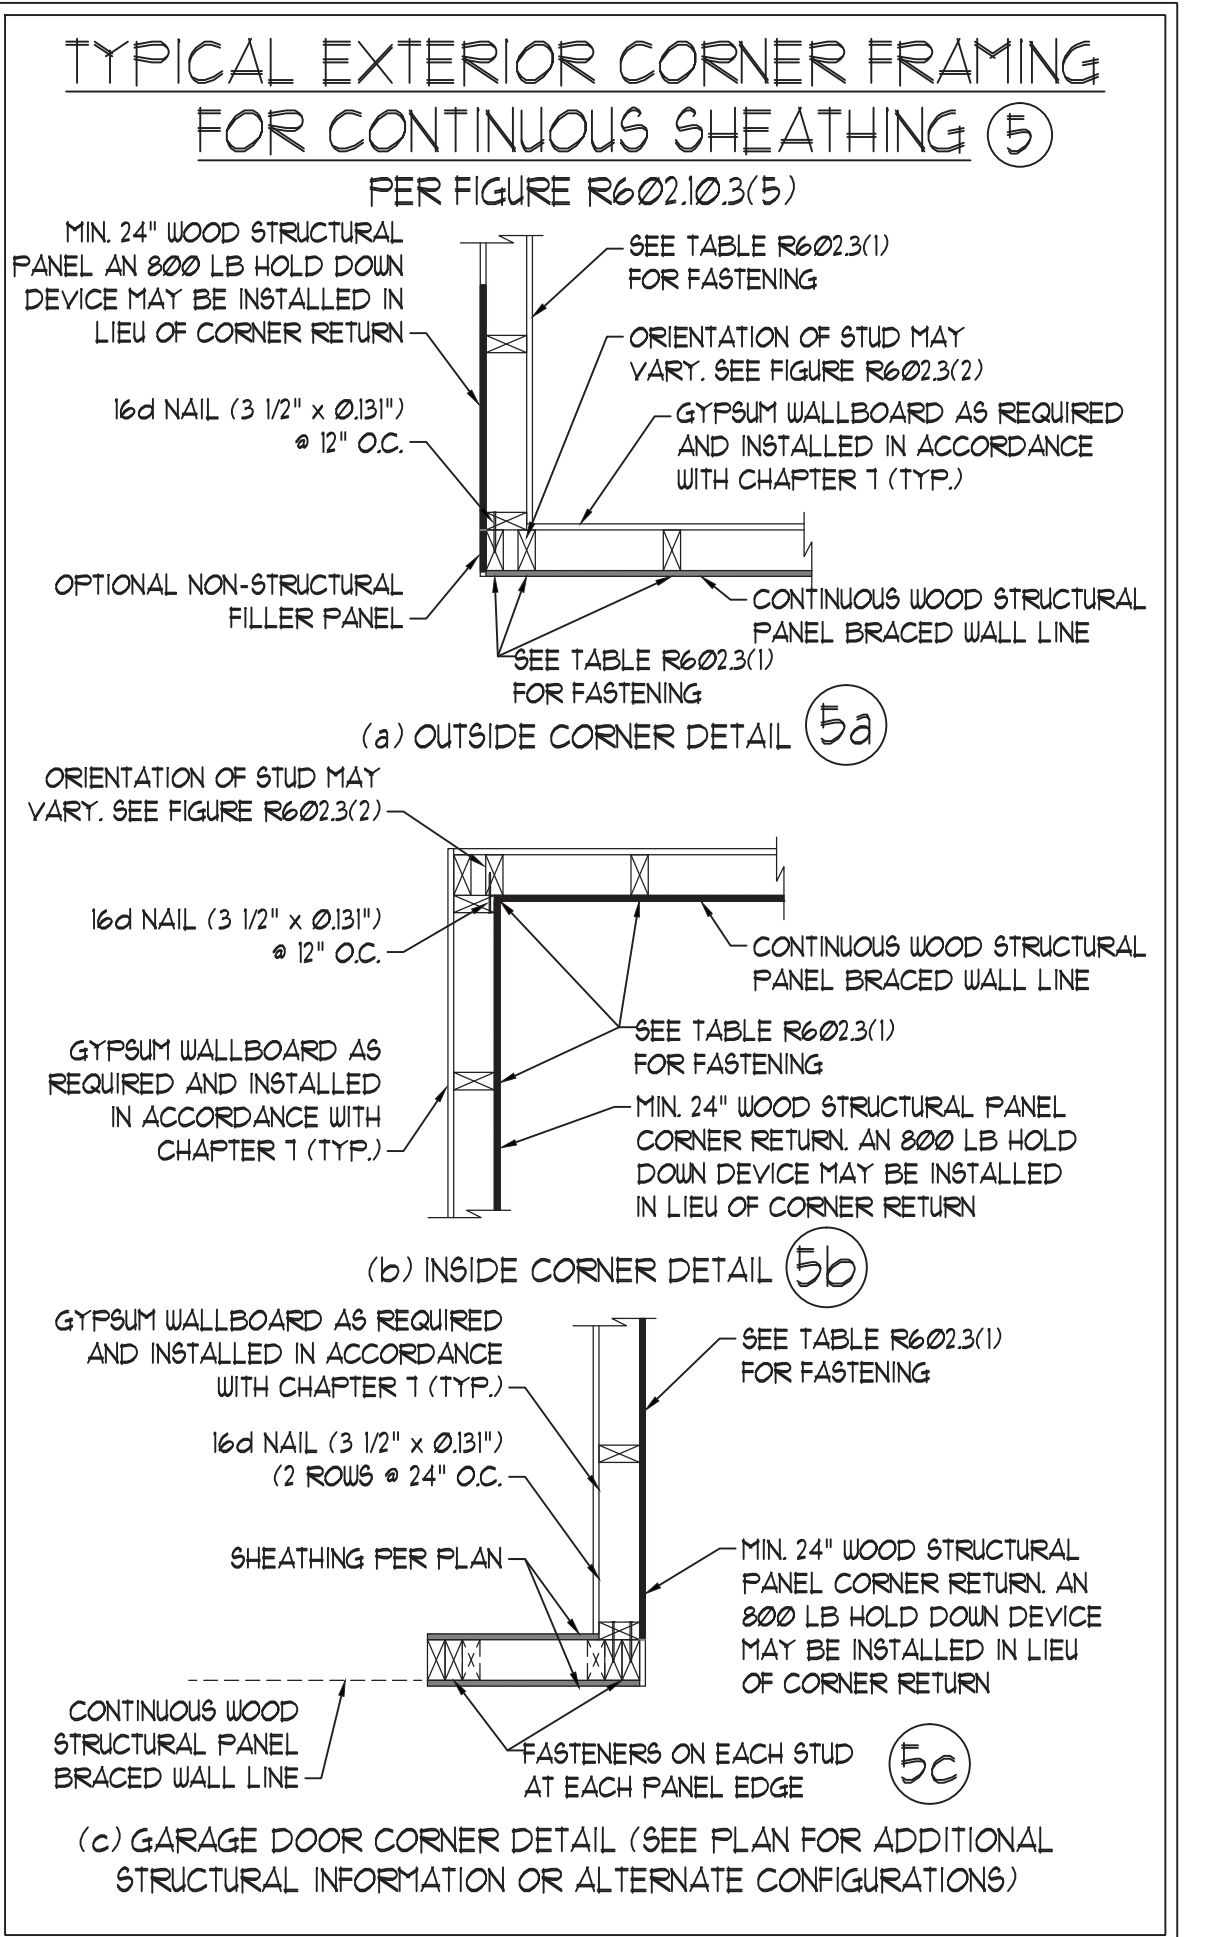 TYPICAL EXTERIOR CORNER FRAMING
FOR CONTINUOUS SHEATHING 5
PER FIGURE R602.10.3(5)
MIN. 24" WOOD STRUCTURAL
PANEL AN 800 LB HOLD DOWN
DEVICE MAY BE INSTALLED IN
LIEU OF CORNER RETURN
SEE TABLE R602.3(1)
FOR FASTENING
ORIENTATION OF STUD MAY
VARY. SEE FIGURE R602.3(2)
16d NAIL (3 1/2" x 0.131")
@ 12" O.C.
GYPSUM WALLBOARD AS REQUIRED
AND INSTALLED IN ACCORDANCE
WITH CHAPTER 7 (TYP.)
OPTIONAL NON-STRUCTURAL
FILLER PANEL
CONTINUOUS WOOD STRUCTURAL
PANEL BRACED WALL LINE
SEE TABLE R602.3(1)
FOR FASTENING
(a) OUTSIDE CORNER DETAIL 5a
ORIENTATION OF STUD MAY
VARY. SEE FIGURE R602.3(2)
16d NAIL (3 1/2" x 0.131")
@ 12" O.C.
CONTINUOUS WOOD STRUCTURAL
PANEL BRACED WALL LINE
SEE TABLE R602.3(1)
FOR FASTENING
GYPSUM WALLBOARD AS
REQUIRED AND INSTALLED
IN ACCORDANCE WITH
CHAPTER 7 (TYP.)
MIN. 24" WOOD STRUCTURAL PANEL
CORNER RETURN. AN 800 LB HOLD
DOWN DEVICE MAY BE INSTALLED
IN LIEU OF CORNER RETURN
(b) INSIDE CORNER DETAIL 5b
GYPSUM WALLBOARD AS REQUIRED
AND INSTALLED IN ACCORDANCE
WITH CHAPTER 7 (TYP.)
SEE TABLE R602.3(1)
FOR FASTENING
16d NAIL (3 1/2" x 0.131")
(2 ROWS @ 24" O.C.
SHEATHING PER PLAN
MIN. 24" WOOD STRUCTURAL
PANEL CORNER RETURN. AN
800 LB HOLD DOWN DEVICE
MAY BE INSTALLED IN LIEU
OF CORNER RETURN
CONTINUOUS WOOD
STRUCTURAL PANEL
BRACED WALL LINE
FASTENERS ON EACH STUD
AT EACH PANEL EDGE
5c
(c) GARAGE DOOR CORNER DETAIL (SEE PLAN FOR ADDITIONAL
STRUCTURAL INFORMATION OR ALTERNATE CONFIGURATIONS)